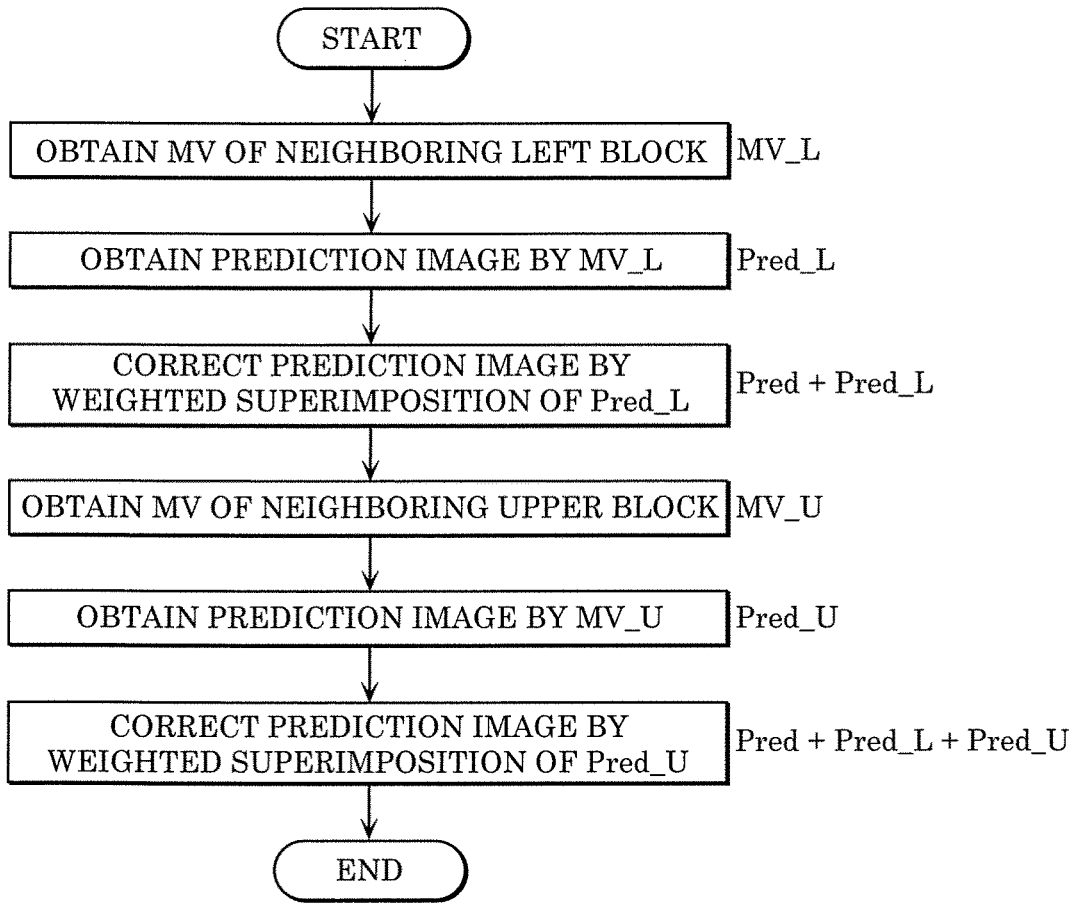 START
OBTAIN MV OF NEIGHBORING LEFT BLOCK MV_L
OBTAIN PREDICTION IMAGE BY MV_L Pred_L
CORRECT PREDICTION IMAGE BY
WEIGHTED SUPERIMPOSITION OF Pred_L
Pred + Pred_L
OBTAIN MV OF NEIGHBORING UPPER BLOCK MV_U
OBTAIN PREDICTION IMAGE BY MV_U Pred_U
CORRECT PREDICTION IMAGE BY
WEIGHTED SUPERIMPOSITION OF Pred_U
Pred + Pred_L + Pred_U
END